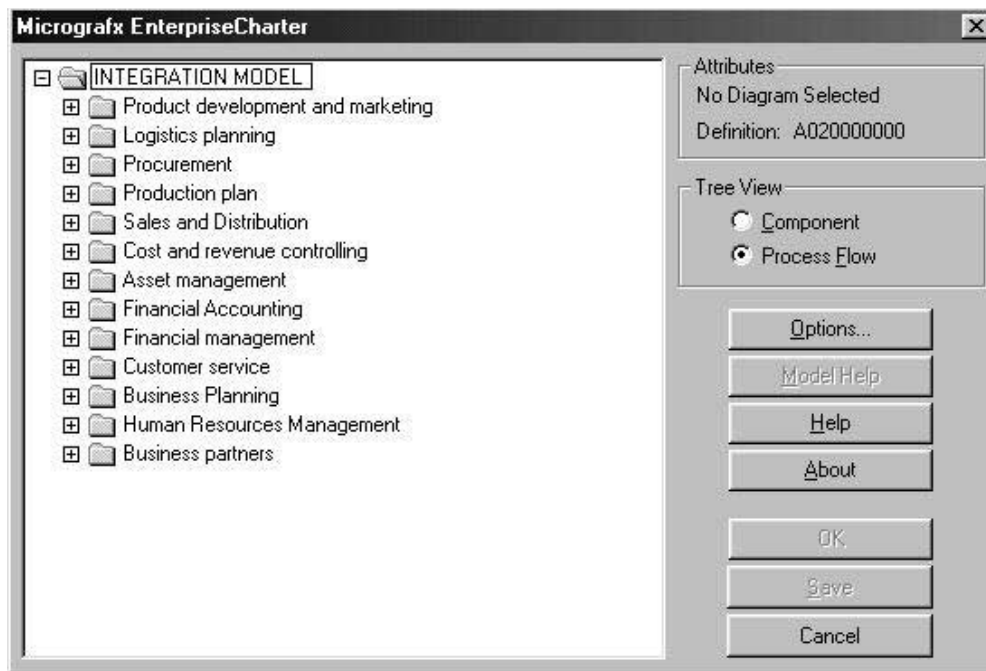 Micrografx EnterpriseCharter
INTEGRATION MODEL
Product development and marketing
Logistics planning
Procurement
Production plan
Sales and Distribution
Cost and revenue controlling
Asset management
Financial Accounting
Financial management
Customer service
Business Planning
Human Resources Management
Business partners
Attributes
No Diagram Selected
Definition: A020000000
Tree View
Component
Process Flow
Options...
Model Help
Help
About
OK
Save
Cancel